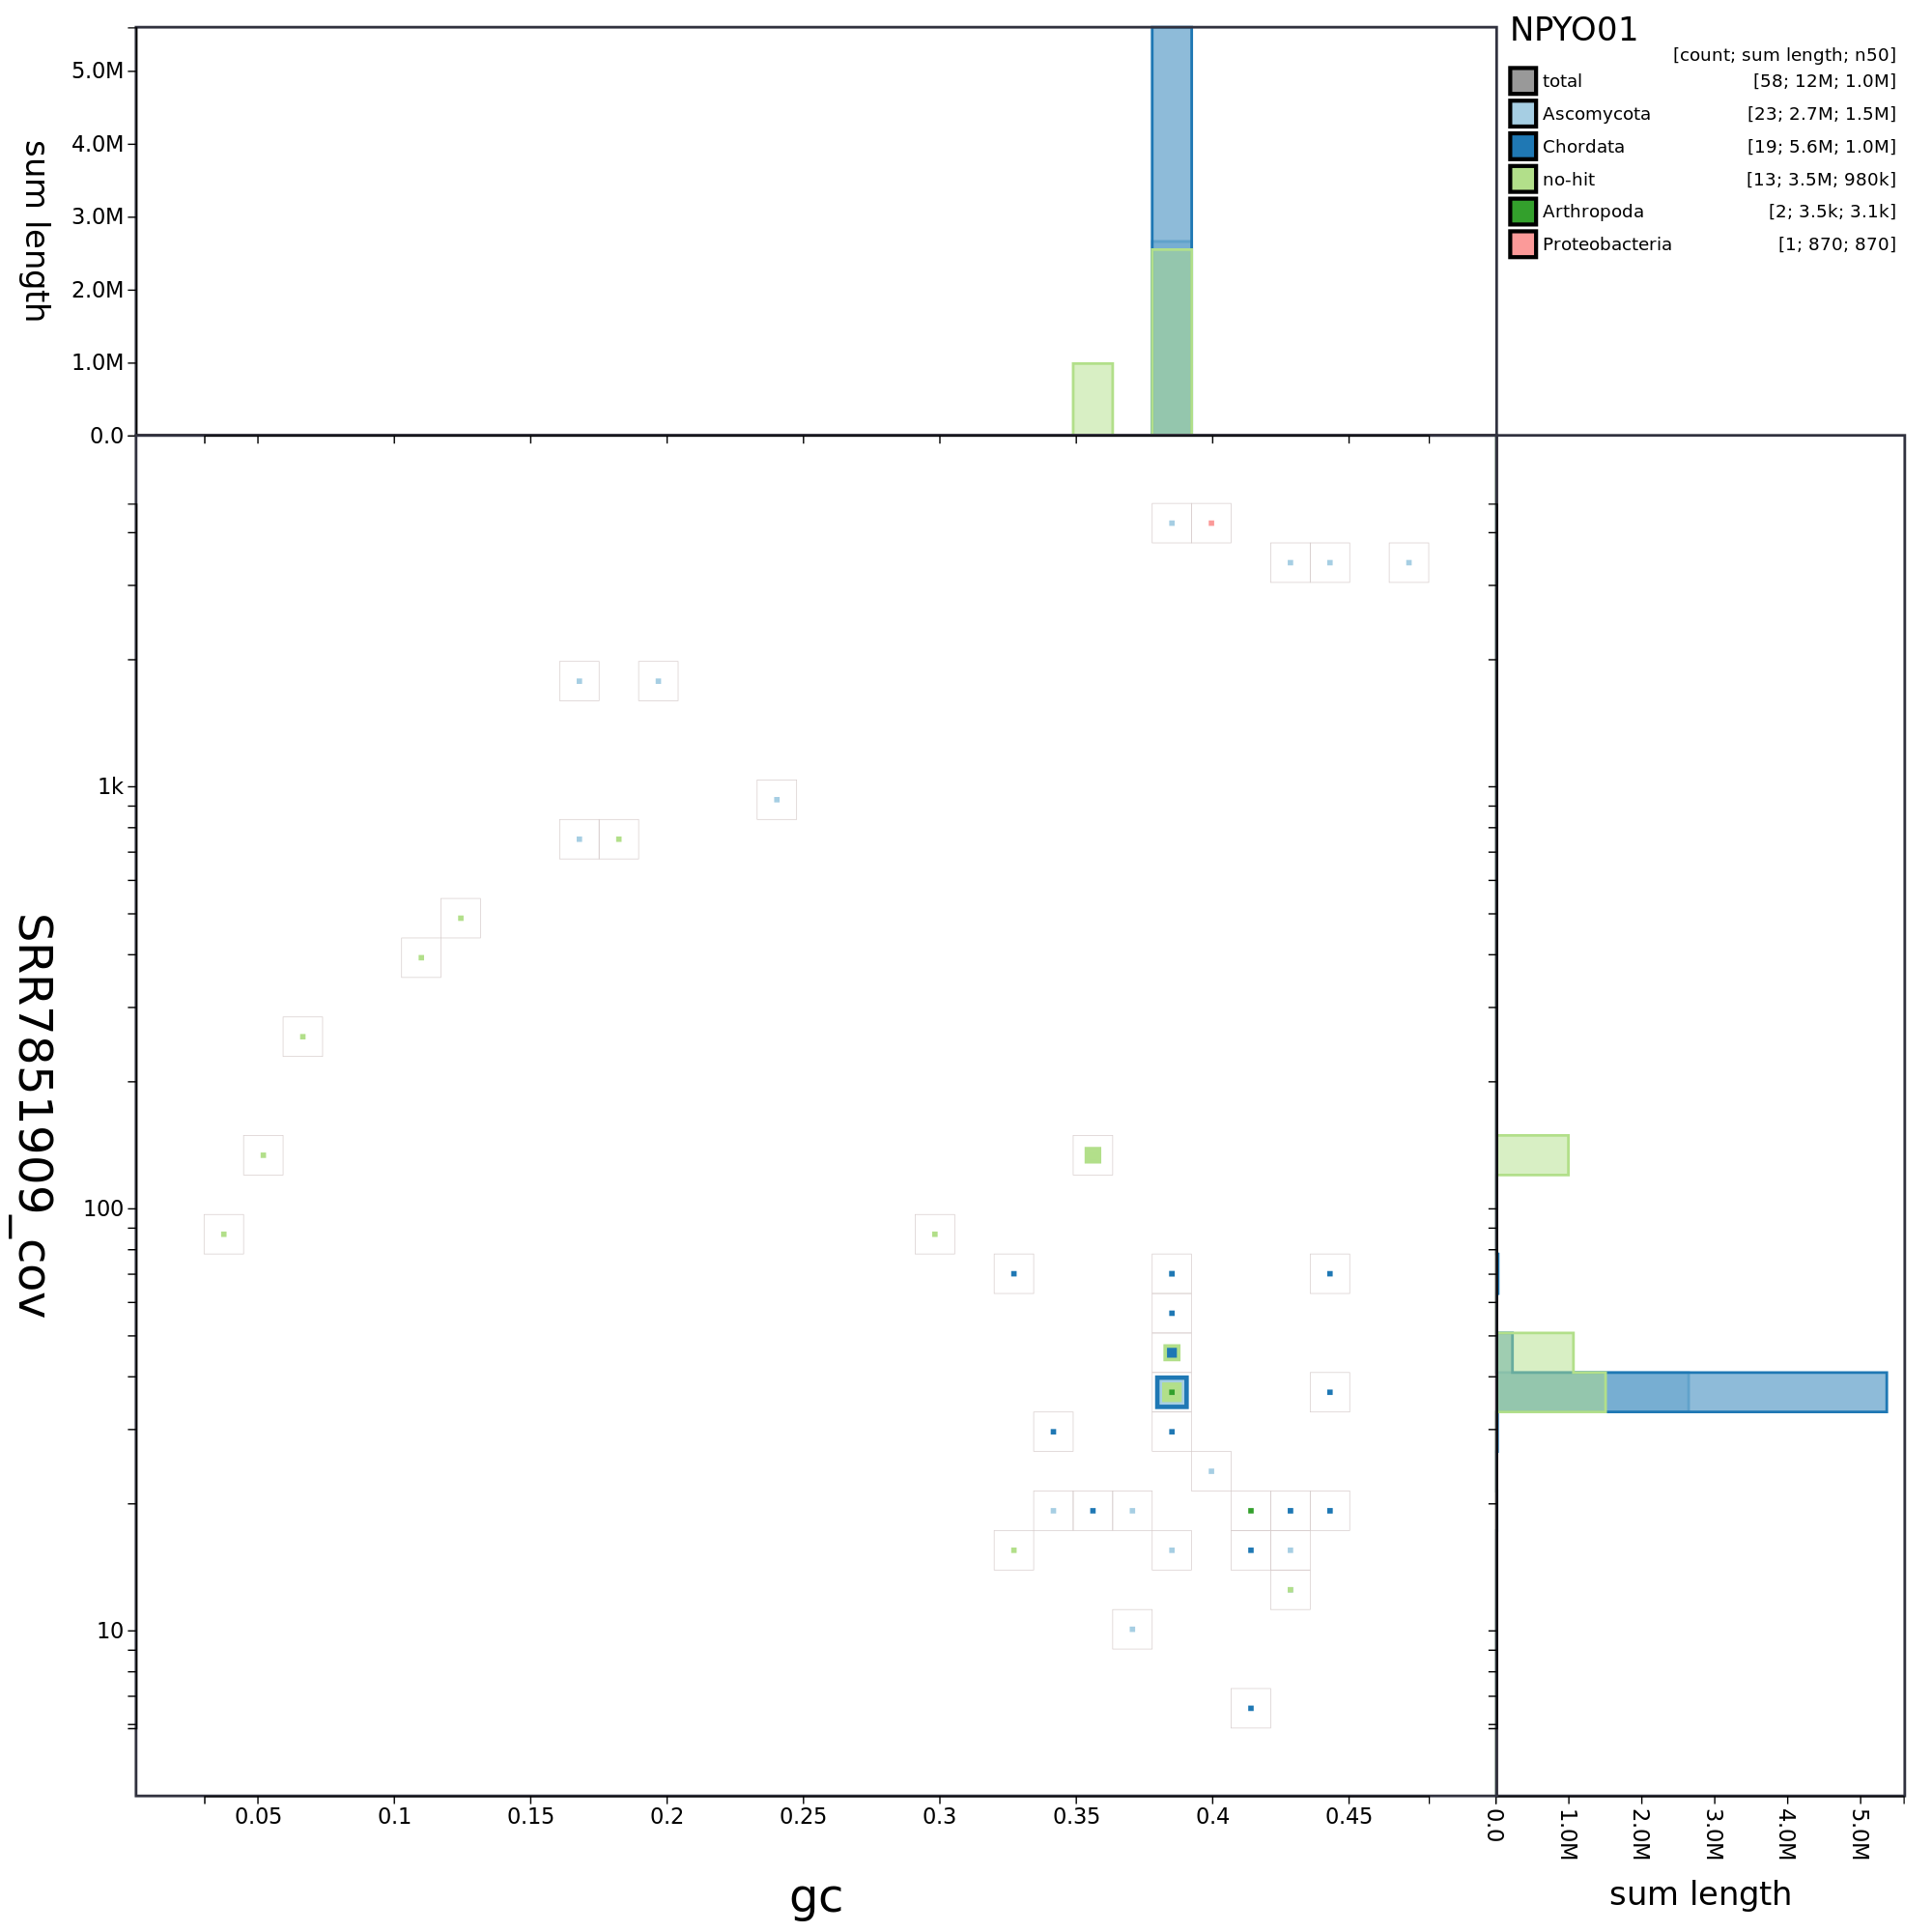 NPYO01
[count; sum length; n50]
total [58; 12M; 1.0M]
Ascomycota [23; 2.7M; 1.5M]
Chordata [19; 5.6M; 1.0M]
no-hit [13; 3.5M; 980k]
Arthropoda [2; 3.5k; 3.1k]
Proteobacteria [1; 870; 870]
sum length
5.0M
4.0M
3.0M
2.0M
1.0M
0.0
SRR7851909_cov
1k
100
10
0.05 0.1 0.15 0.2 0.25 0.3 0.35 0.4 0.45
gc
0.0 1.0M 2.0M 3.0M 4.0M 5.0M
sum length